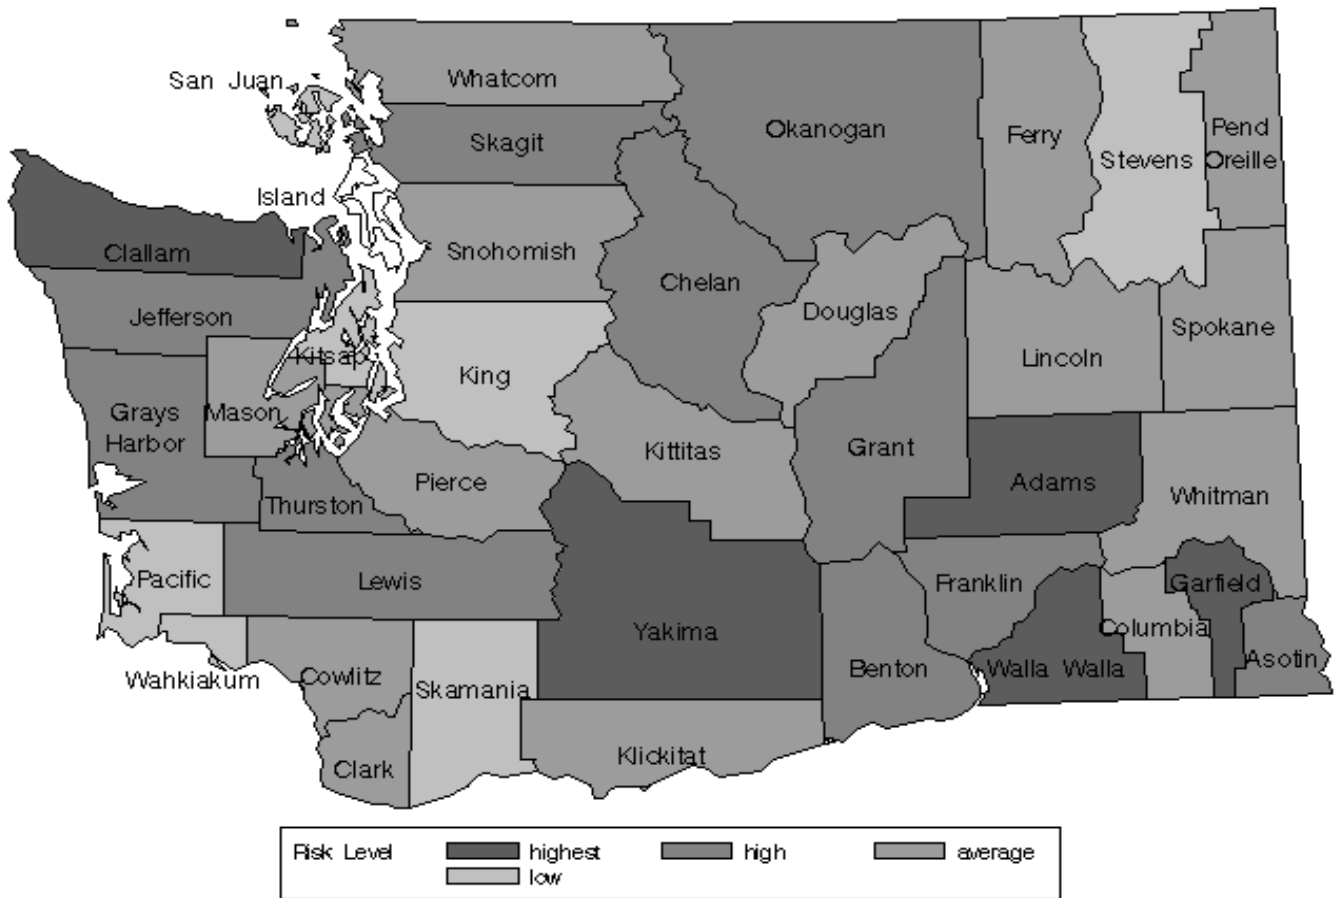 Whatcom
San Juan
Skagit
Okanogan
Ferry
Stevens
Pend
Oreille
Island
Clallam
Snohomish
Chelan
Jefferson
Douglas
Kitsap
King
Lincoln
Spokane
Grays
Harbor
Mason
Kittitas
Grant
Adams
Pierce
Thurston
Whitman
Pacific
Lewis
Yakima
Franklin
Garfield
Columbia
Wahkiakum
Cowlitz
Skamania
Benton
Walla Walla
Asotin
Clark
Klickitat
Risk Level highest high average
low